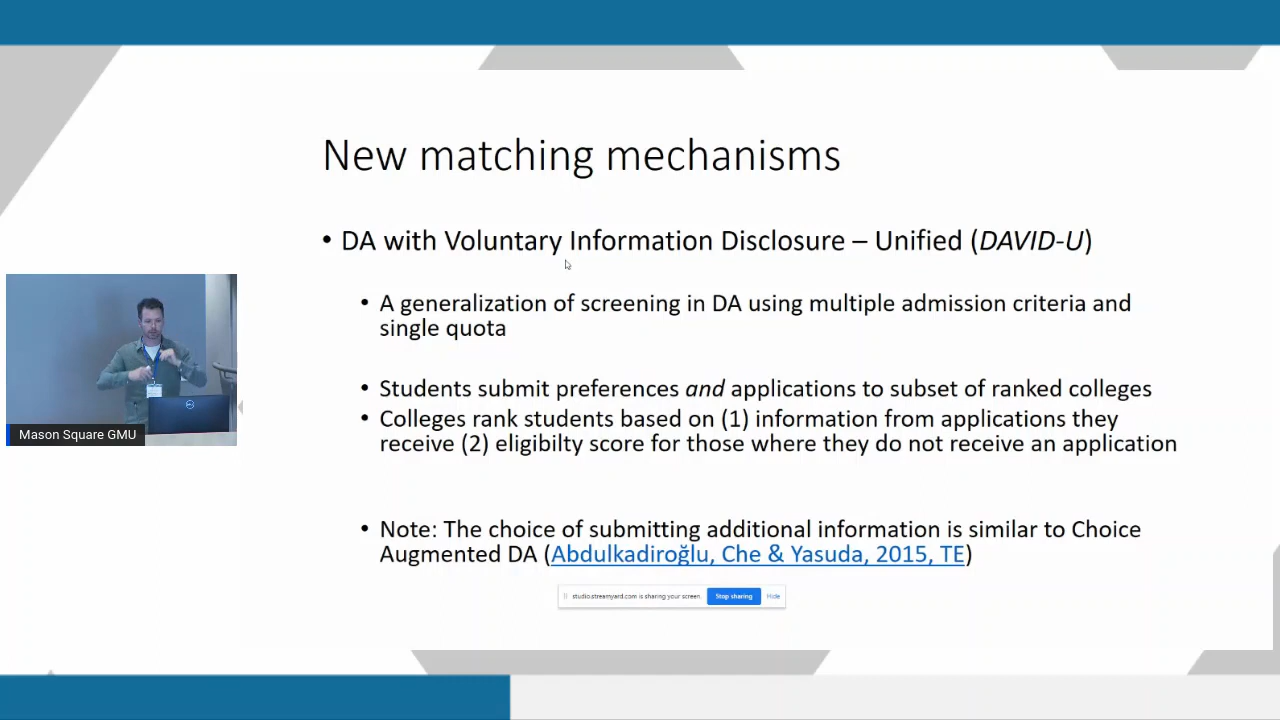 New matching mechanisms
• DA with Voluntary Information Disclosure – Unified (DAVID-U)
• A generalization of screening in DA using multiple admission criteria and
single quota
• Students submit preferences and applications to subset of ranked colleges
• Colleges rank students based on (1) information from applications they
receive (2) eligibilty score for those where they do not receive an application
• Note: The choice of submitting additional information is similar to Choice
Augmented DA (Abdulkadiroğlu, Che & Yasuda, 2015, TE)
studio.streamyard.com is sharing your screen. Stop sharing Hide
Mason Square GMU